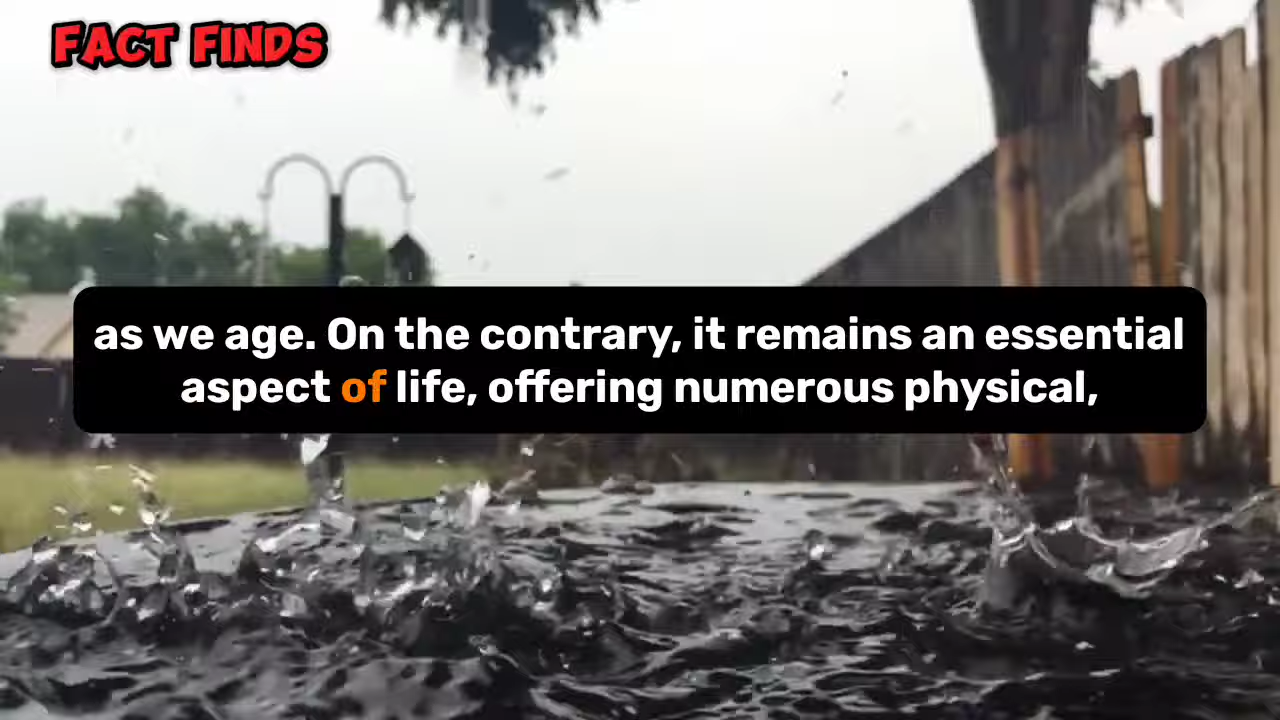 FACT FINDS
as we age. On the contrary, it remains an essential
aspect of life, offering numerous physical,